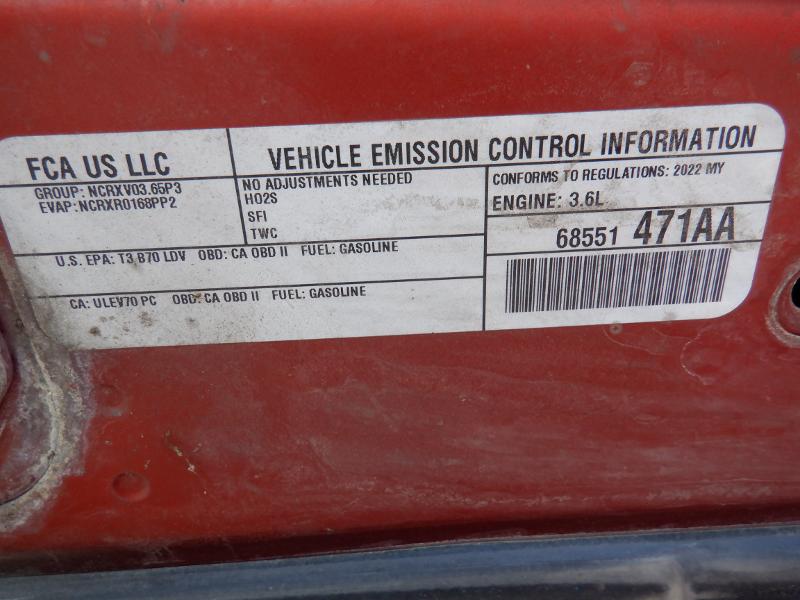 FCA US LLC
GROUP: NCRXV03.65P3
EVAP: NCRXR0168PP2
VEHICLE EMISSION CONTROL INFORMATION
NO ADJUSTMENTS NEEDED
HO2S
SFI
TWC
CONFORMS TO REGULATIONS: 2022 MY
ENGINE: 3.6L
68551 471AA
U.S. EPA: T3 B70 LDV OBD: CA OBD II FUEL: GASOLINE
CA: ULEV70 PC OBD: CA OBD II FUEL: GASOLINE